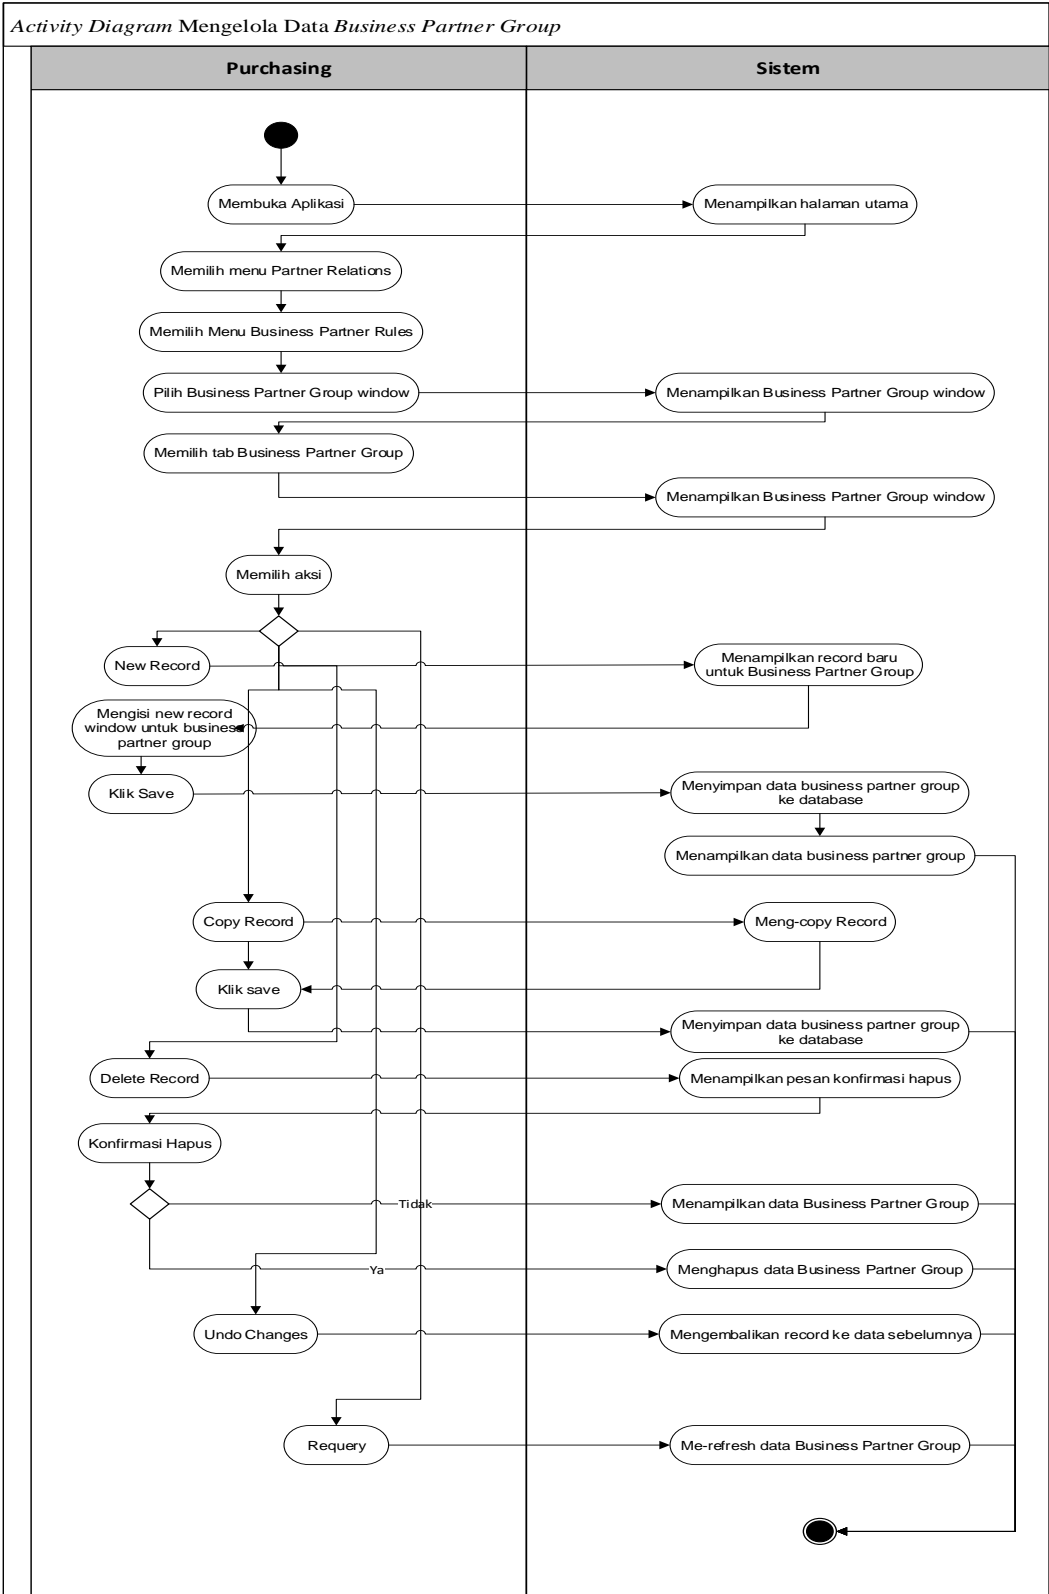 Activity Diagram Mengelola Data Business Partner Group
Purchasing
Sistem
Membuka Aplikasi
Menampilkan halaman utama
Memilih menu Partner Relations
Memilih Menu Business Partner Rules
Pilih Business Partner Group window
Menampilkan Business Partner Group window
Memilih tab Business Partner Group
Menampilkan Business Partner Group window
Memilih aksi
New Record
Menampilkan record baru
untuk Business Partner Group
Mengisi new record
window untuk business
partner group
Klik Save
Menyimpan data business partner group
ke database
Menampilkan data business partner group
Copy Record
Meng-copy Record
Klik save
Menyimpan data business partner group
ke database
Delete Record
Menampilkan pesan konfirmasi hapus
Konfirmasi Hapus
Tidak
Menampilkan data Business Partner Group
Ya
Menghapus data Business Partner Group
Undo Changes
Mengembalikan record ke data sebelumnya
Requery
Me-refresh data Business Partner Group